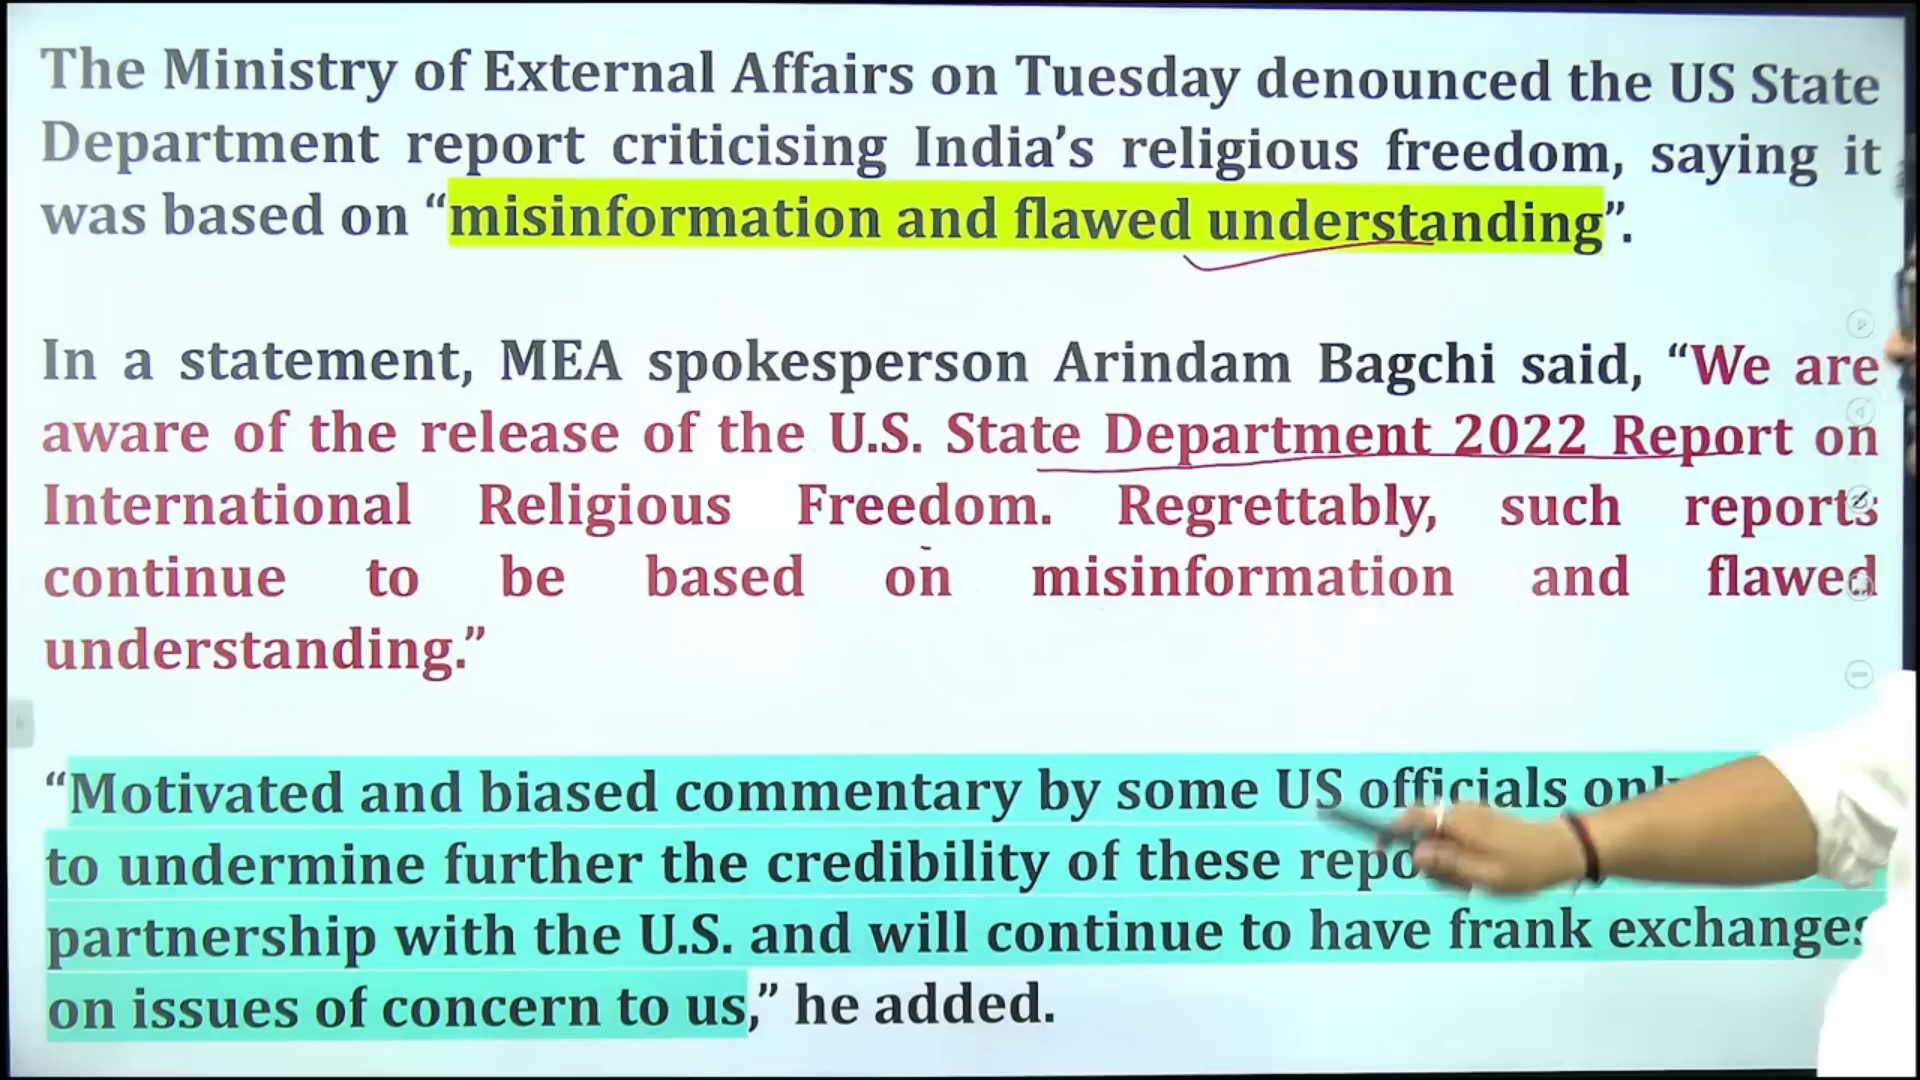 The Ministry of External Affairs on Tuesday denounced the US State
Department report criticising India’s religious freedom, saying it
was based on “misinformation and flawed understanding”.
In a statement, MEA spokesperson Arindam Bagchi said, “We are
aware of the release of the U.S. State Department 2022 Report on
International Religious Freedom. Regrettably, such reports
continue to be based on misinformation and flawed
understanding.”
“Motivated and biased commentary by some US officials
to undermine further the credibility of these
partnership with the U.S. and will continue to have frank exchanges
on issues of concern to us,” he added.